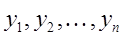 y₁, y₂, …, yₙ